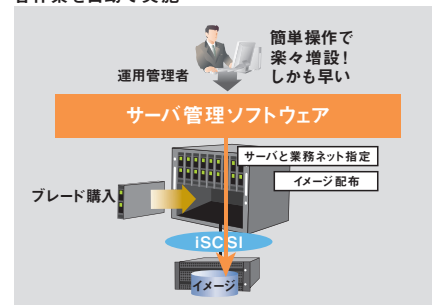 簡単操作で
楽々増設!
しかも早い
運用管理者
サーバ管理ソフトウェア
サーバと業務ネット指定
イメージ配布
ブレード購入
iSCSI
イメージ